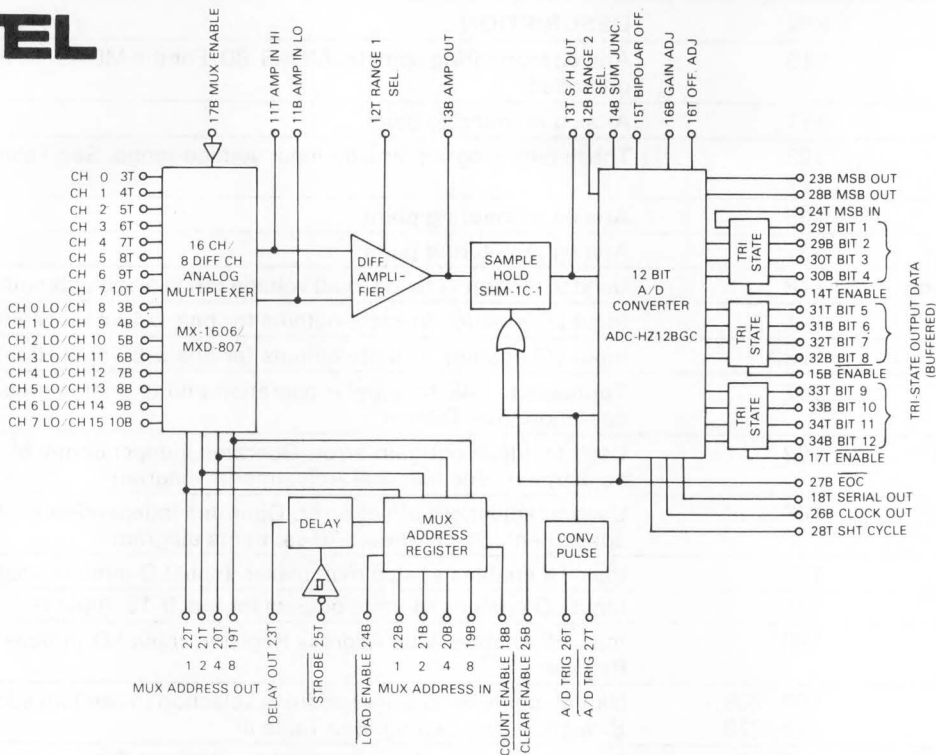 TEL
17B MUX ENABLE
11T AMP IN HI
11B AMP IN LO
12T RANGE 1 SEL.
13B AMP OUT
13T S/H OUT
12B RANGE 2 SEL.
14B SUM JUNC.
15T BIPOLAR OFF.
16B GAIN ADJ
16T OFF. ADJ
CH 0 3T
CH 1 4T
CH 2 5T
CH 3 6T
CH 4 7T
CH 5 8T
CH 6 9T
CH 7 10T
CH 0 LO/CH 8 3B
CH 1 LO/CH 9 4B
CH 2 LO/CH 10 5B
CH 3 LO/CH 11 6B
CH 4 LO/CH 12 7B
CH 5 LO/CH 13 8B
CH 6 LO/CH 14 9B
CH 7 LO/CH 15 10B
16 CH/
8 DIFF CH
ANALOG
MULTIPLEXER
MX-1606/
MXD-807
DIFF.
AMPLI-
FIER
SAMPLE
HOLD
SHM-1C-1
12 BIT
A/D
CONVERTER
ADC-HZ12BGC
TRI
STATE
TRI
STATE
TRI
STATE
23B MSB OUT
28B MSB OUT
24T MSB IN
29T BIT 1
29B BIT 2
30T BIT 3
30B BIT 4
14T ENABLE
31T BIT 5
31B BIT 6
32T BIT 7
32B BIT 8
15B ENABLE
33T BIT 9
33B BIT 10
34T BIT 11
34B BIT 12
17T ENABLE
27B EOC
18T SERIAL OUT
26B CLOCK OUT
28T SHT CYCLE
TRI-STATE OUTPUT DATA
(BUFFERED)
DELAY
MUX
ADDRESS
REGISTER
CONV
PULSE
22T 21T 20T 19T
1 2 4 8
MUX ADDRESS OUT
DELAY OUT 23T
STROBE 25T
LOAD ENABLE 24B
22B 21B 20B 19B
1 2 4 8
MUX ADDRESS IN
COUNT ENABLE 18B
CLEAR ENABLE 25B
A/D TRIG 26T
A/D TRIG 27T